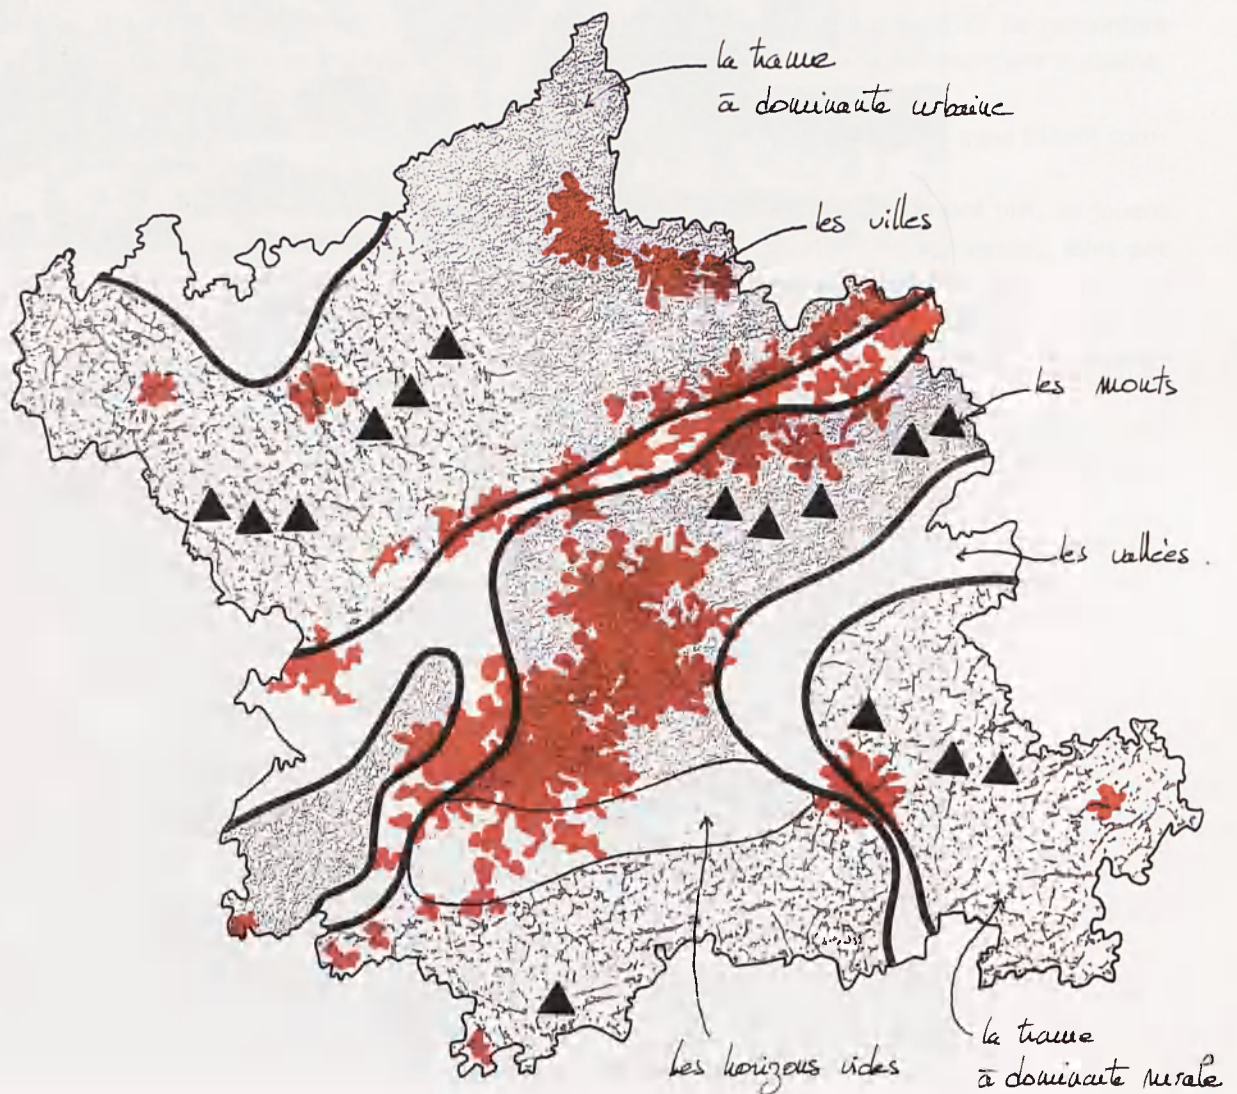 la trame
à dominante urbaine
les villes
les monts
les vallées.
les horizons vides
la trame
à dominante rurale